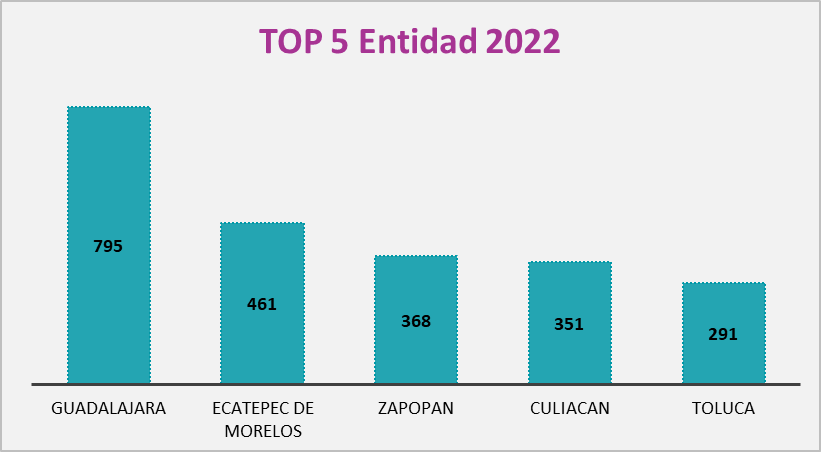 TOP 5 Entidad 2022
795
461
368
351
291
GUADALAJARA
ECATEPEC DE
MORELOS
ZAPOPAN
CULIACAN
TOLUCA